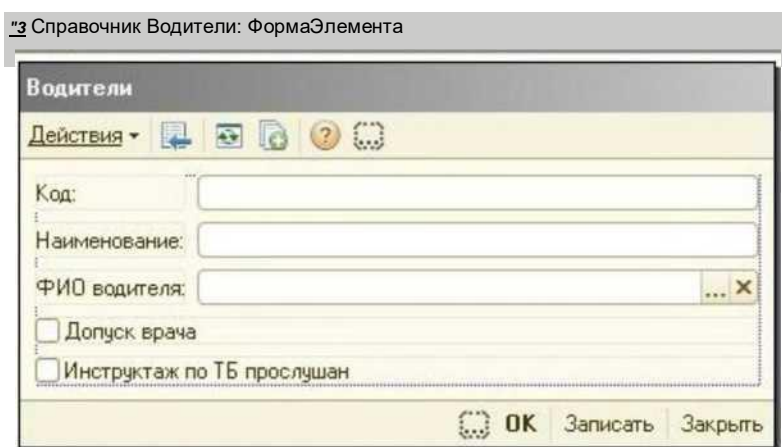 "З Справочник Водители: ФормаЭлемента
Водители
Действия
Код:
Наименование:
ФИО водителя: ...
Допуск врача
Инструктаж по ТБ прослушан
OK Записать Закрыть